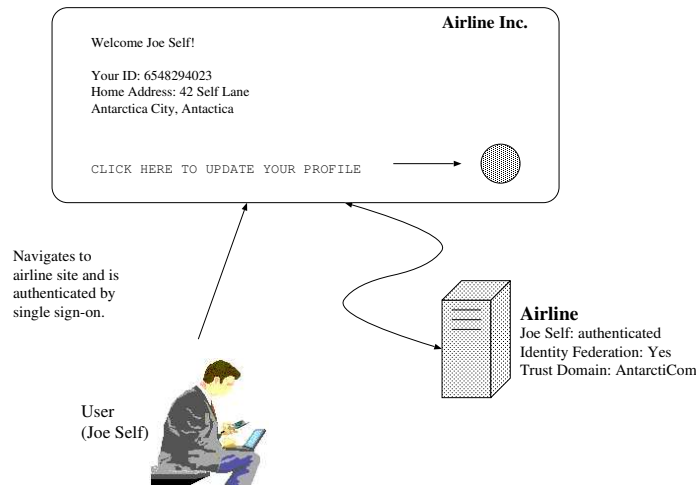 Airline Inc.
Welcome Joe Self!
Your ID: 6548294023
Home Address: 42 Self Lane
Antarctica City, Antactica
CLICK HERE TO UPDATE YOUR PROFILE
Navigates to
airline site and is
authenticated by
single sign-on.
Airline
Joe Self: authenticated
Identity Federation: Yes
Trust Domain: AntarctiCom
User
(Joe Self)